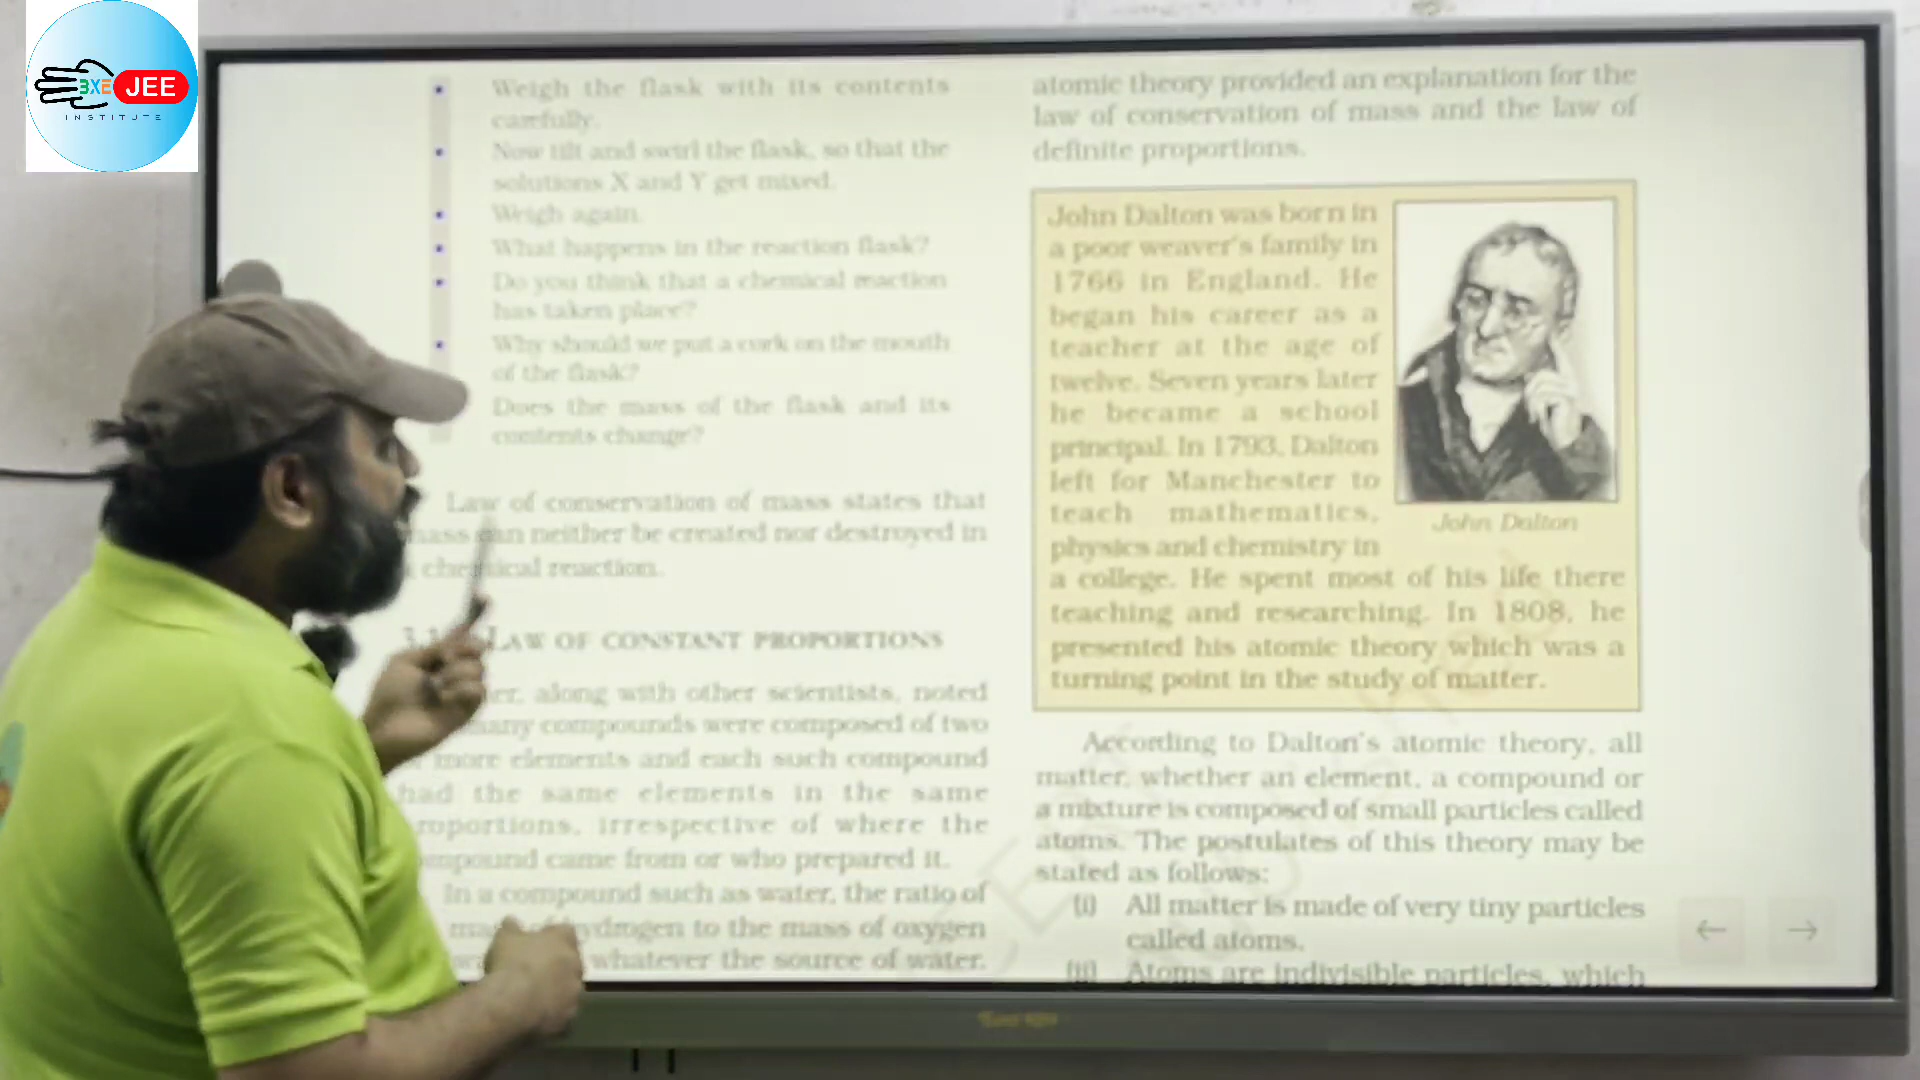 3XE JEE
INSTITUTE
Weigh the flask with its contents
carefully.
Now tilt and swirl the flask, so that the
solutions X and Y get mixed.
Weigh again.
What happens in the reaction flask?
Do you think that a chemical reaction
has taken place?
Why should we put a cork on the mouth
of the flask?
Does the mass of the flask and its
contents change?
Law of conservation of mass states that
mass can neither be created nor destroyed in
chemical reaction.
LAW OF CONSTANT PROPORTIONS
along with other scientists, noted
many compounds were composed of two
more elements and each such compound
had the same elements in the same
proportions, irrespective of where the
compound came from or who prepared it.
In a compound such as water, the ratio of
hydrogen to the mass of oxygen
whatever the source of water.
atomic theory provided an explanation for the
law of conservation of mass and the law of
definite proportions.
John Dalton was born in
a poor weaver's family in
1766 in England. He
began his career as a
teacher at the age of
twelve. Seven years later
he became a school
principal. In 1793, Dalton
left for Manchester to
teach mathematics,
physics and chemistry in
a college. He spent most of his life there
teaching and researching. In 1808, he
presented his atomic theory which was a
turning point in the study of matter.
John Dalton
According to Dalton's atomic theory, all
matter, whether an element, a compound or
a mixture is composed of small particles called
atoms. The postulates of this theory may be
stated as follows:
(i) All matter is made of very tiny particles
called atoms.
(ii) Atoms are indivisible particles, which